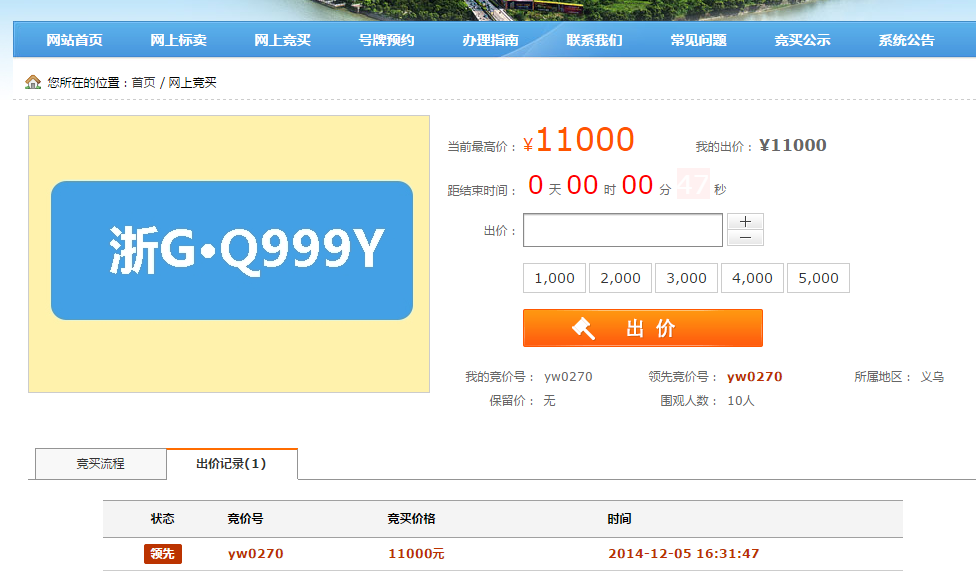 网站首页 网上标卖 网上竞买 号牌预约 办理指南 联系我们 常见问题 竞买公示 系统公告
您所在的位置：首页 / 网上竞买
浙G·Q999Y
当前最高价： ¥11000 我的出价： ¥11000
距结束时间： 0 天 00 时 00 分 47 秒
出价： + −
1,000 2,000 3,000 4,000 5,000
出 价
我的竞价号： yw0270 领先竞价号： yw0270 所属地区： 义乌
保留价： 无 围观人数： 10人
竞买流程 出价记录(1)
状态 竞价号 竞买价格 时间
领先 yw0270 11000元 2014-12-05 16:31:47